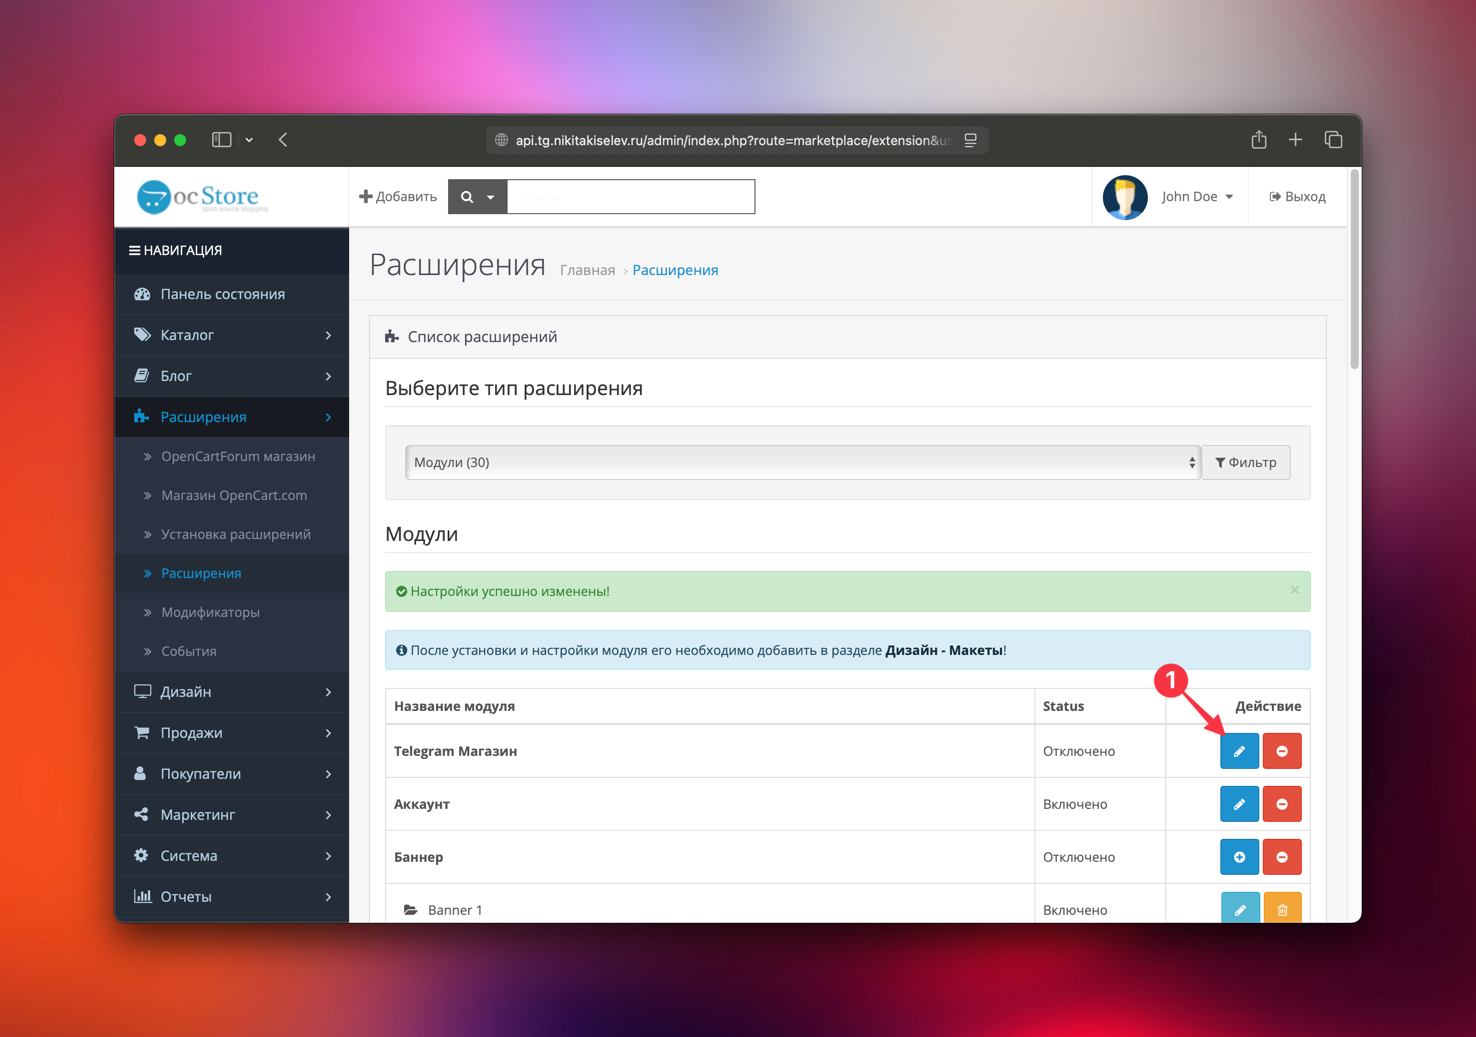 api.tg.nikitakiselev.ru/admin/index.php?route=marketplace/extension&us
ocStore
open source shopping
Добавить
John Doe
Выход
НАВИГАЦИЯ
Панель состояния
Каталог
Блог
Расширения
OpenCartForum магазин
Магазин OpenCart.com
Установка расширений
Расширения
Модификаторы
События
Дизайн
Продажи
Покупатели
Маркетинг
Система
Отчеты
Расширения
Главная › Расширения
Список расширений
Выберите тип расширения
Модули (30)
Фильтр
Модули
Настройки успешно изменены!
×
После установки и настройки модуля его необходимо добавить в разделе Дизайн - Макеты!
1
Название модуля Status Действие
Telegram Магазин Отключено
Аккаунт Включено
Баннер Отключено
Banner 1 Включено